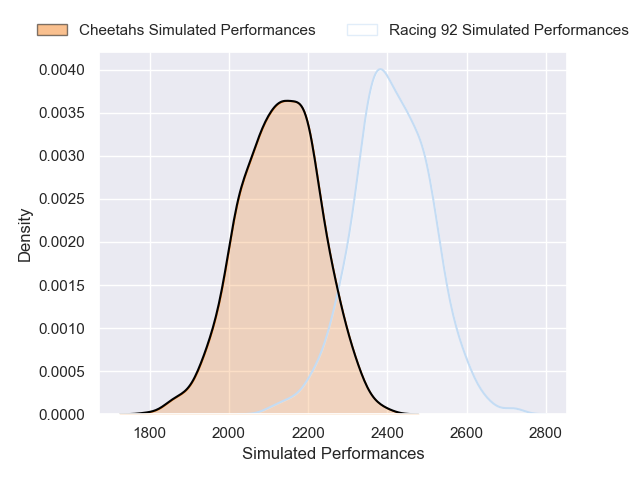 Cheetahs Simulated Performances
Racing 92 Simulated Performances
0.0040
0.0035
0.0030
0.0025
0.0020
0.0015
0.0010
0.0005
0.0000
Density
1800 2000 2200 2400 2600 2800
Simulated Performances